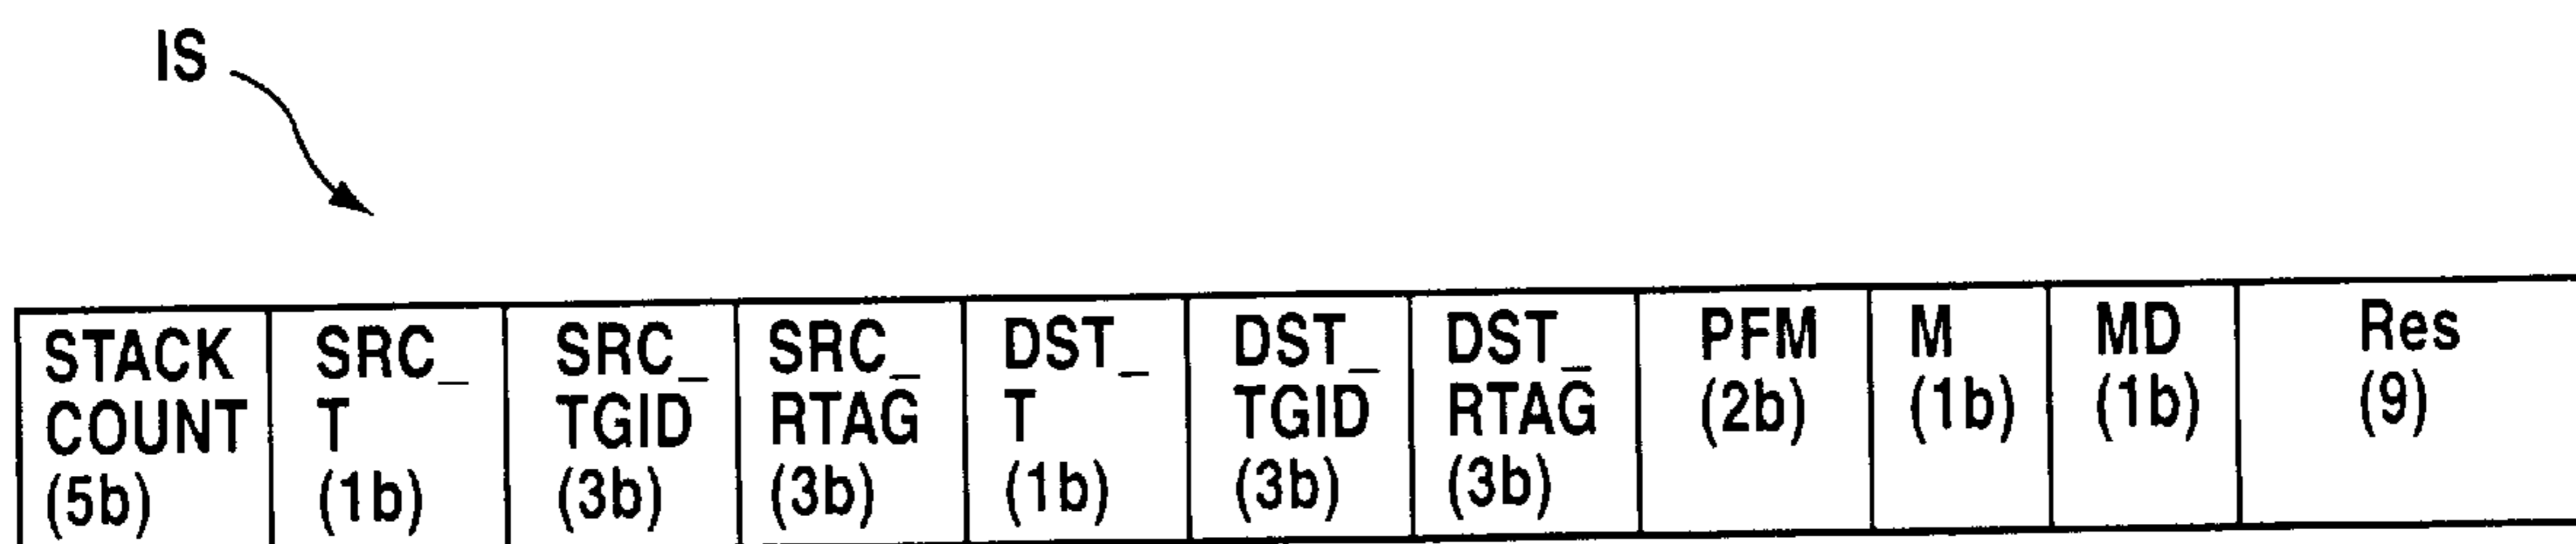 IS
STACK
COUNT
(5b)
SRC_
T
(1b)
SRC_
TGID
(3b)
SRC_
RTAG
(3b)
DST_
T
(1b)
DST_
TGID
(3b)
DST_
RTAG
(3b)
PFM
(2b)
M
(1b)
MD
(1b)
Res
(9)